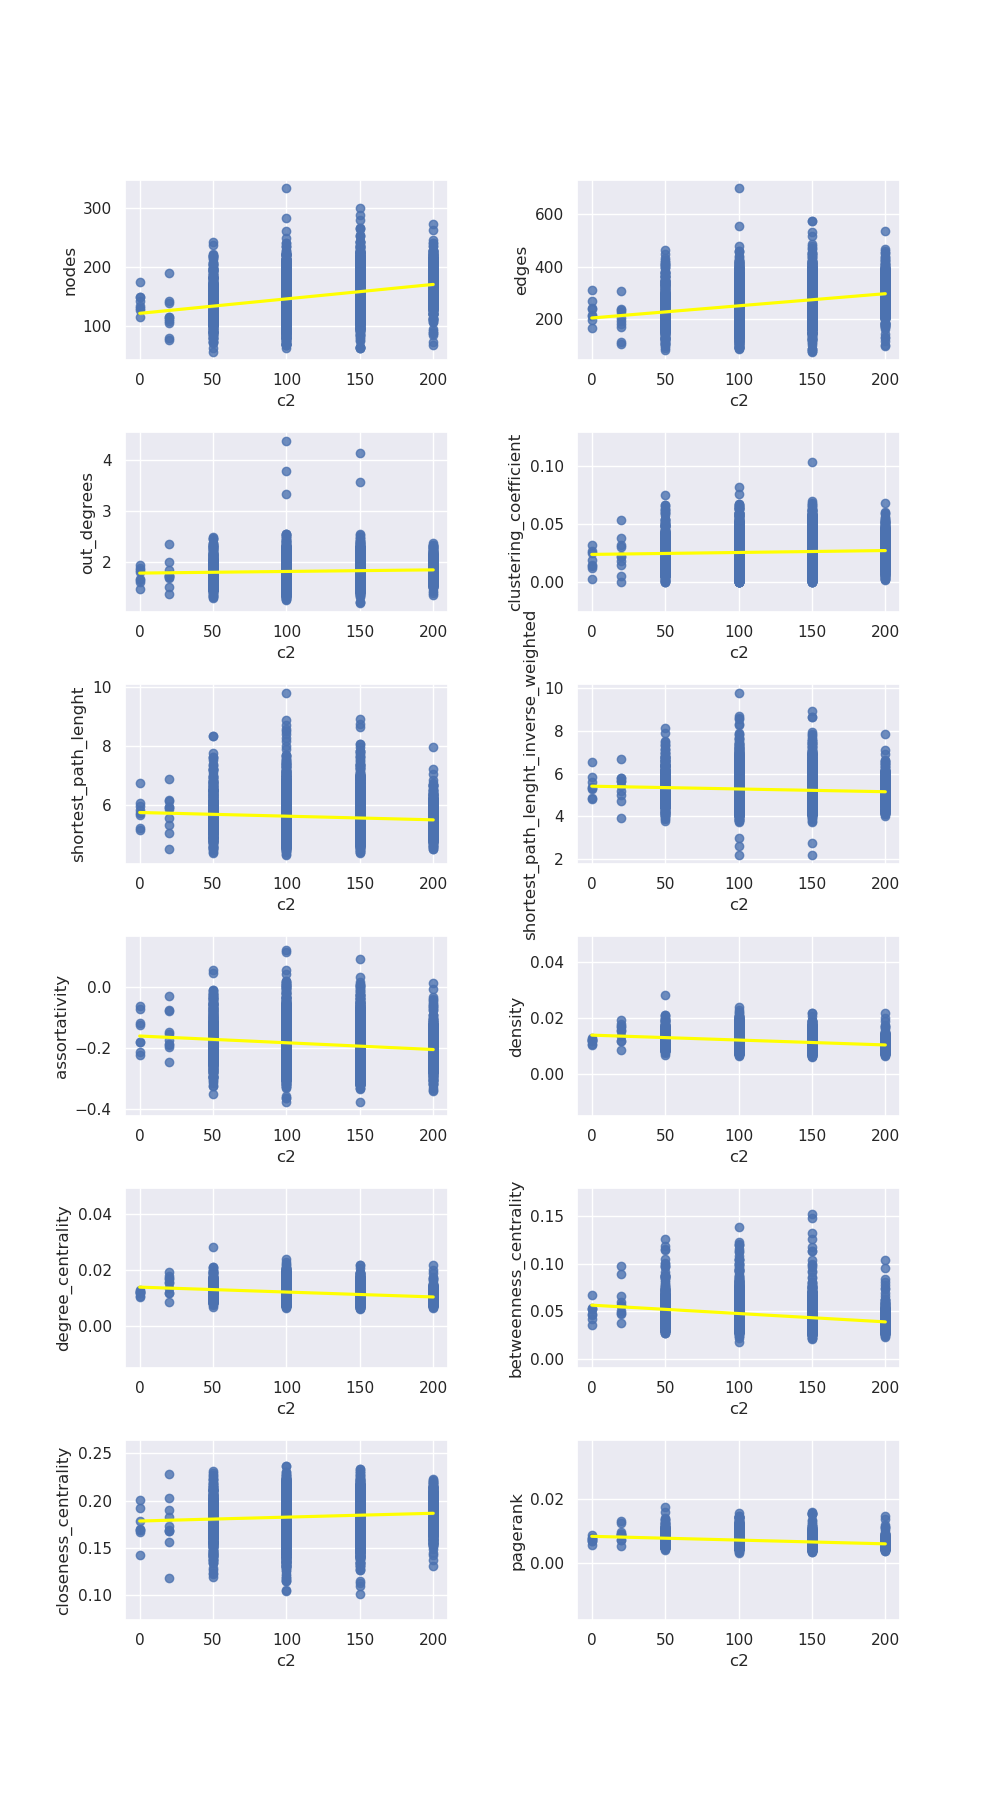 nodes
300
200
100
0 50 100 150 200
c2
edges
600
400
200
0 50 100 150 200
c2
out_degrees
4
3
2
0 50 100 150 200
c2
clustering_coefficient
0.10
0.05
0.00
0 50 100 150 200
c2
shortest_path_lenght
10
8
6
0 50 100 150 200
c2
shortest_path_lenght_inverse_weighted
10
8
6
4
2
0 50 100 150 200
c2
assortativity
0.0
−0.2
−0.4
0 50 100 150 200
c2
density
0.04
0.02
0.00
0 50 100 150 200
c2
degree_centrality
0.04
0.02
0.00
0 50 100 150 200
c2
betweenness_centrality
0.15
0.10
0.05
0.00
0 50 100 150 200
c2
closeness_centrality
0.25
0.20
0.15
0.10
0 50 100 150 200
c2
pagerank
0.02
0.00
0 50 100 150 200
c2